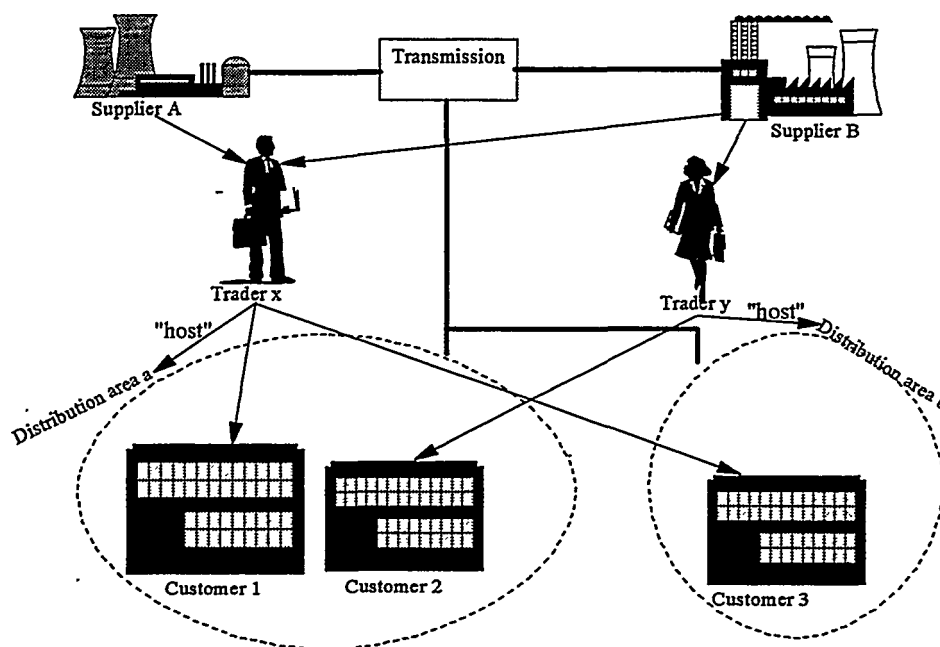 Transmission
Supplier A
Supplier B
Trader x
Trader y
"host"
"host"
Distribution area a
Distribution area
Customer 1
Customer 2
Customer 3